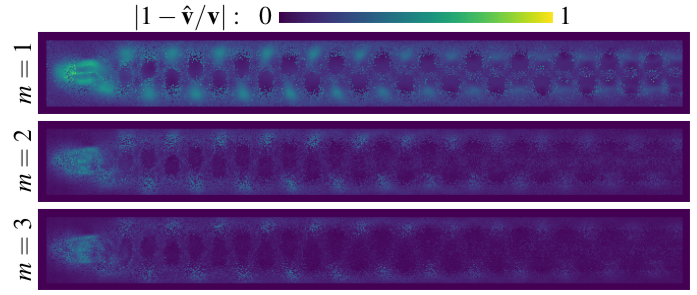 |1 − v̂/v| : 0 1
m = 1
m = 2
m = 3